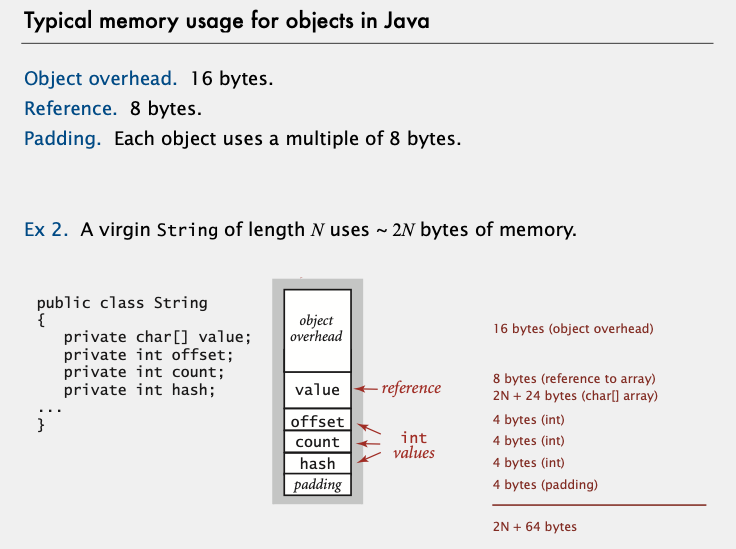 Typical memory usage for objects in Java
Object overhead. 16 bytes.
Reference. 8 bytes.
Padding. Each object uses a multiple of 8 bytes.
Ex 2. A virgin String of length N uses ~ 2N bytes of memory.
public class String
{
private char[] value;
private int offset;
private int count;
private int hash;
...
}
object
overhead
value
offset
count
hash
padding
reference
int
values
16 bytes (object overhead)
8 bytes (reference to array)
2N + 24 bytes (char[] array)
4 bytes (int)
4 bytes (int)
4 bytes (int)
4 bytes (padding)
2N + 64 bytes